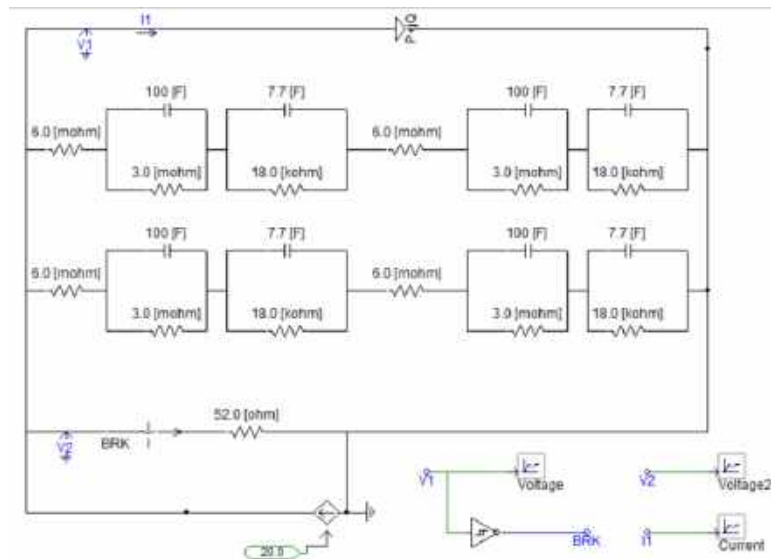 I1
V1
P+jQ
100 [F] 7.7 [F] 100 [F] 7.7 [F]
6.0 [mohm] 6.0 [mohm]
3.0 [mohm] 18.0 [kohm] 3.0 [mohm] 18.0 [kohm]
100 [F] 7.7 [F] 100 [F] 7.7 [F]
6.0 [mohm] 6.0 [mohm]
3.0 [mohm] 18.0 [kohm] 3.0 [mohm] 18.0 [kohm]
52.0 [ohm]
BRK
V1 Voltage V2 Voltage2
20.0
BRK I1 Current